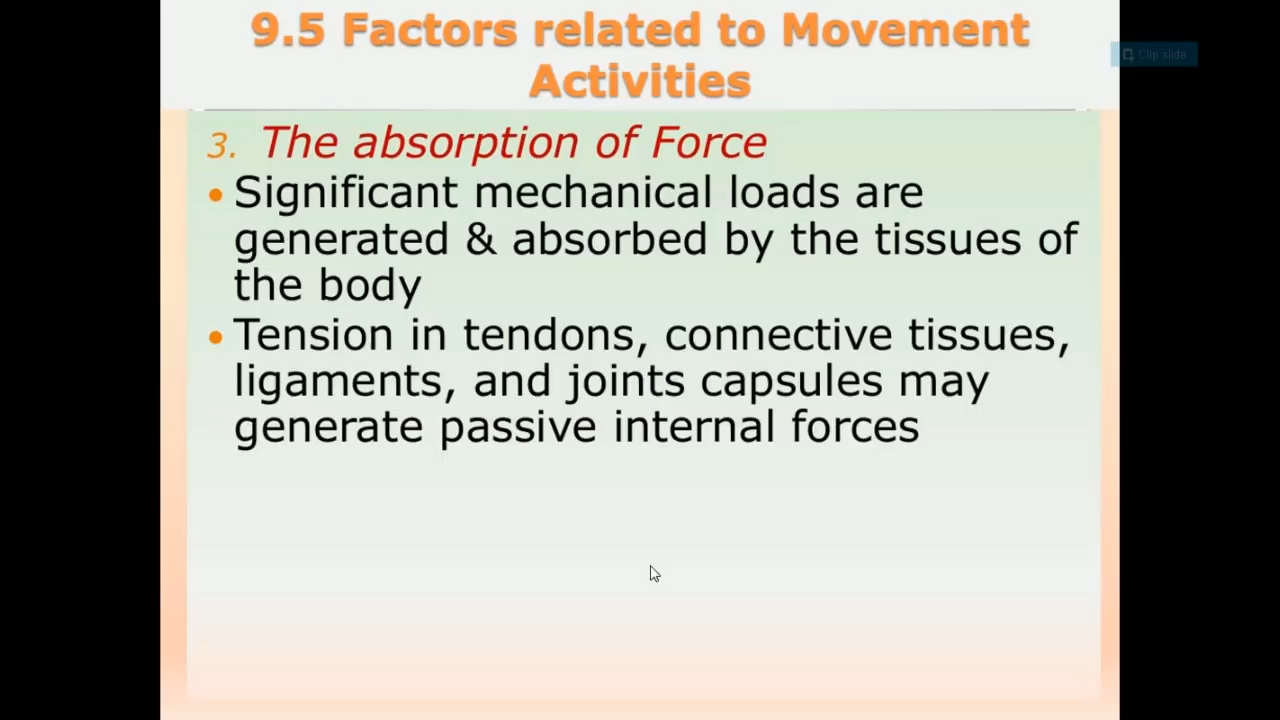 9.5 Factors related to Movement
Activities
Clip slide
3. The absorption of Force
• Significant mechanical loads are
generated & absorbed by the tissues of
the body
• Tension in tendons, connective tissues,
ligaments, and joints capsules may
generate passive internal forces